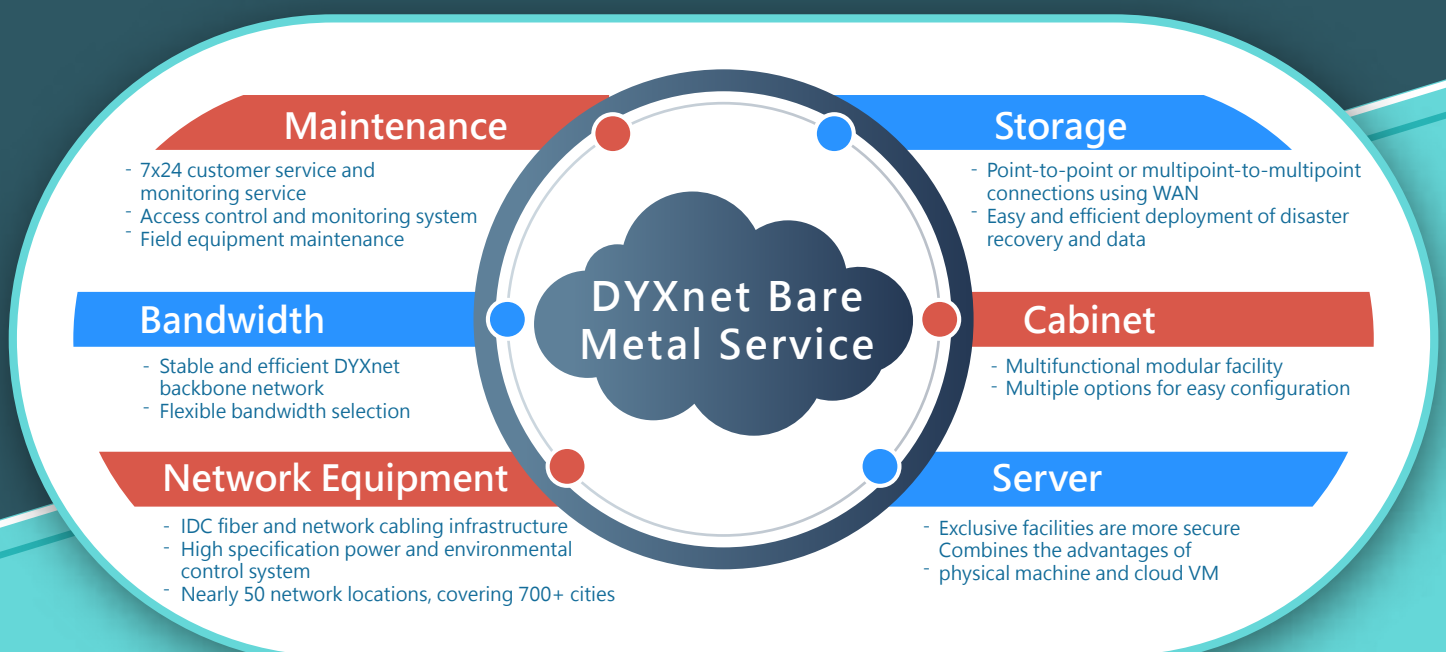 Maintenance
- 7x24 customer service and
monitoring service
- Access control and monitoring system
- Field equipment maintenance
Bandwidth
- Stable and efficient DYXnet
backbone network
- Flexible bandwidth selection
Network Equipment
- IDC fiber and network cabling infrastructure
- High specification power and environmental
control system
- Nearly 50 network locations, covering 700+ cities
DYXnet Bare
Metal Service
Storage
- Point-to-point or multipoint-to-multipoint
connections using WAN
- Easy and efficient deployment of disaster
recovery and data
Cabinet
- Multifunctional modular facility
- Multiple options for easy configuration
Server
- Exclusive facilities are more secure
Combines the advantages of
- physical machine and cloud VM